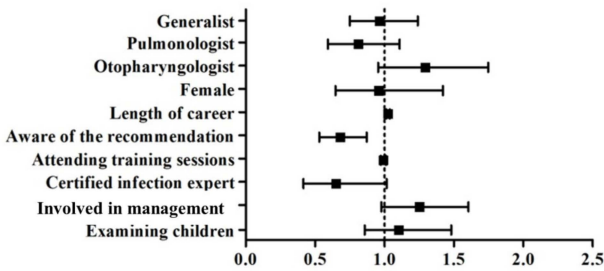 Generalist
Pulmonologist
Otopharyngologist
Female
Length of career
Aware of the recommendation
Attending training sessions
Certified infection expert
Involved in management
Examining children
0.0 0.5 1.0 1.5 2.0 2.5